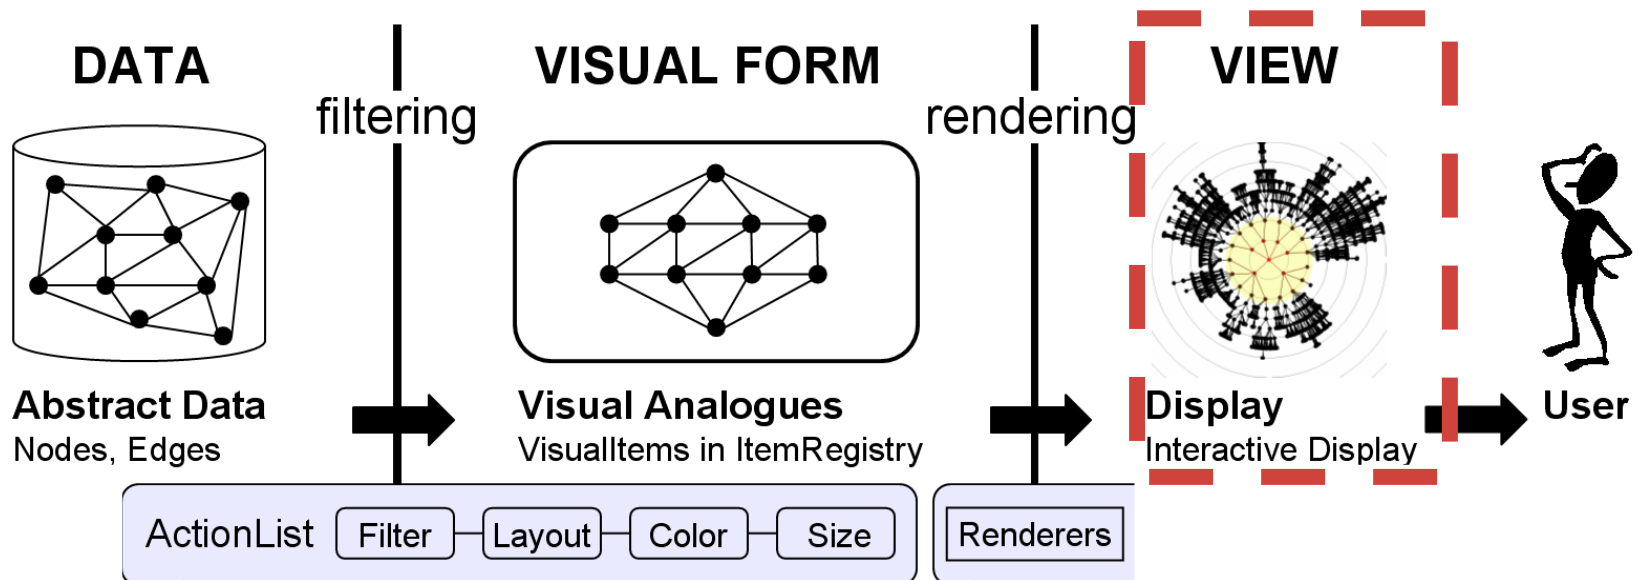 DATA
VISUAL FORM
VIEW
filtering
rendering
Abstract Data
Nodes, Edges
Visual Analogues
VisualItems in ItemRegistry
Display
Interactive Display
User
ActionList
Filter
Layout
Color
Size
Renderers